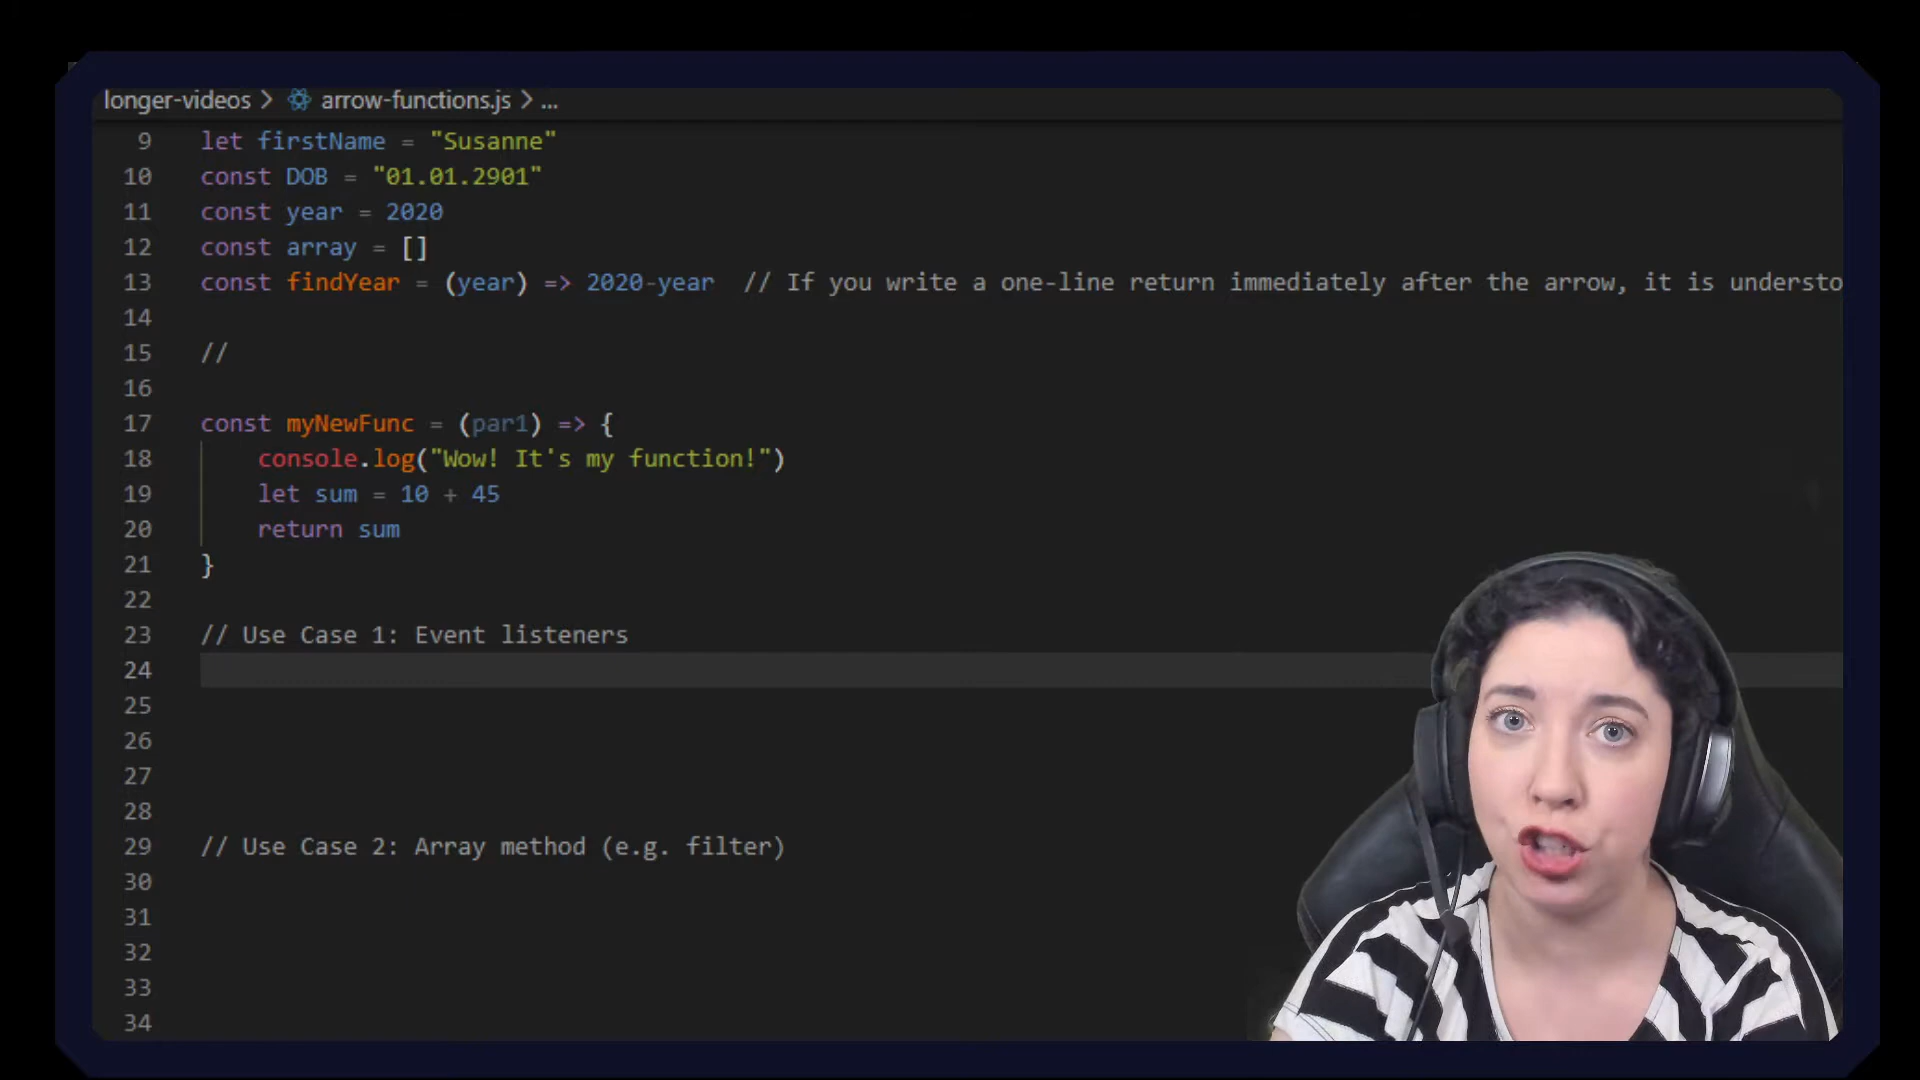 longer-videos > arrow-functions.js > ...
9 let firstName = "Susanne"
10 const DOB = "01.01.2901"
11 const year = 2020
12 const array = []
13 const findYear = (year) => 2020-year // If you write a one-line return immediately after the arrow, it is understo
14
15 //
16
17 const myNewFunc = (par1) => {
18 console.log("Wow! It's my function!")
19 let sum = 10 + 45
20 return sum
21 }
22
23 // Use Case 1: Event listeners
24
25
26
27
28
29 // Use Case 2: Array method (e.g. filter)
30
31
32
33
34